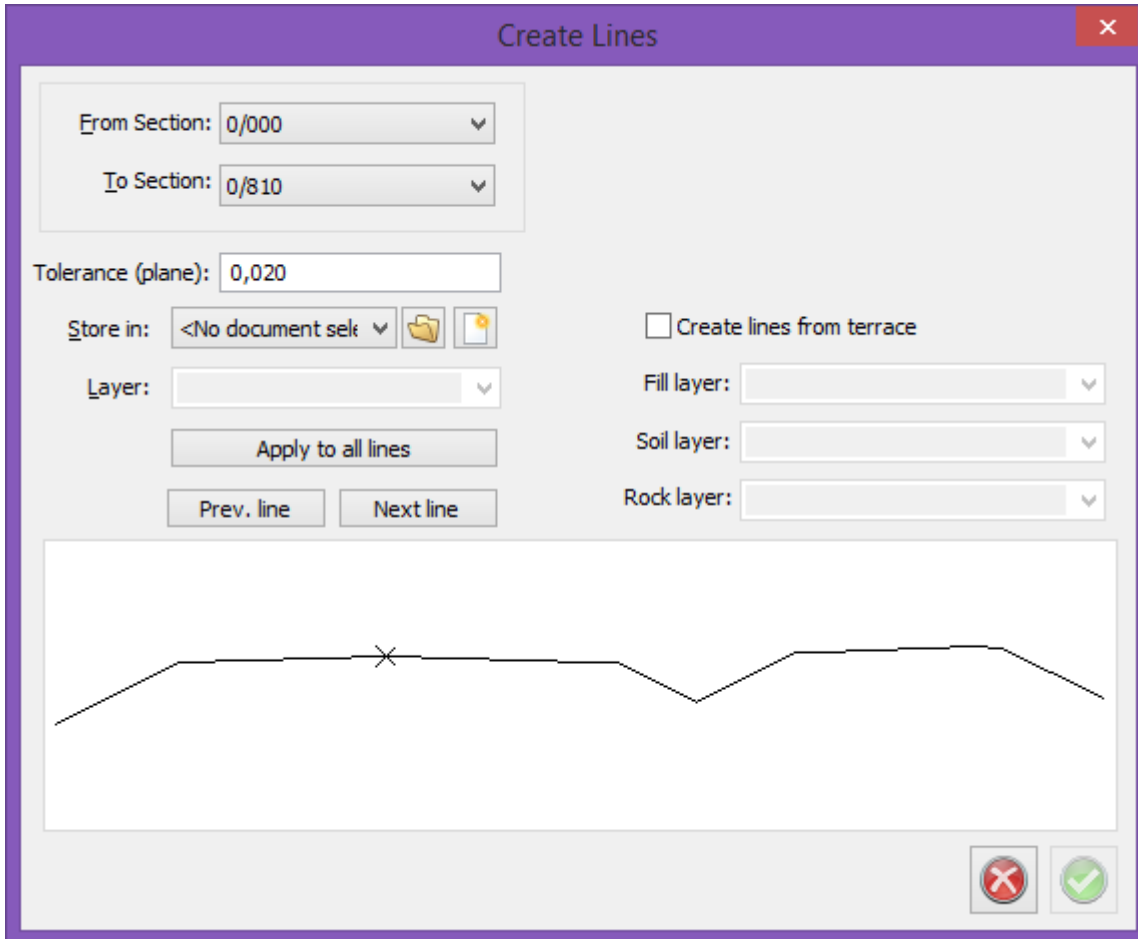 Create Lines
From Section: 0/000
To Section: 0/810
Tolerance (plane): 0,020
Store in: <No document sele
Create lines from terrace
Layer:
Fill layer:
Apply to all lines
Soil layer:
Prev. line Next line
Rock layer: